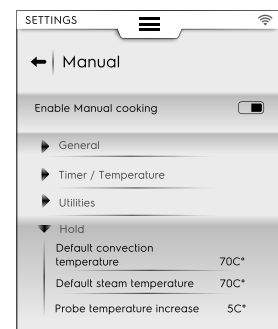 SETTINGS
Manual
Enable Manual cooking
General
Timer / Temperature
Utilities
Hold
Default convection
temperature 70C°
Default steam temperature 70C°
Probe temperature increase 5C°